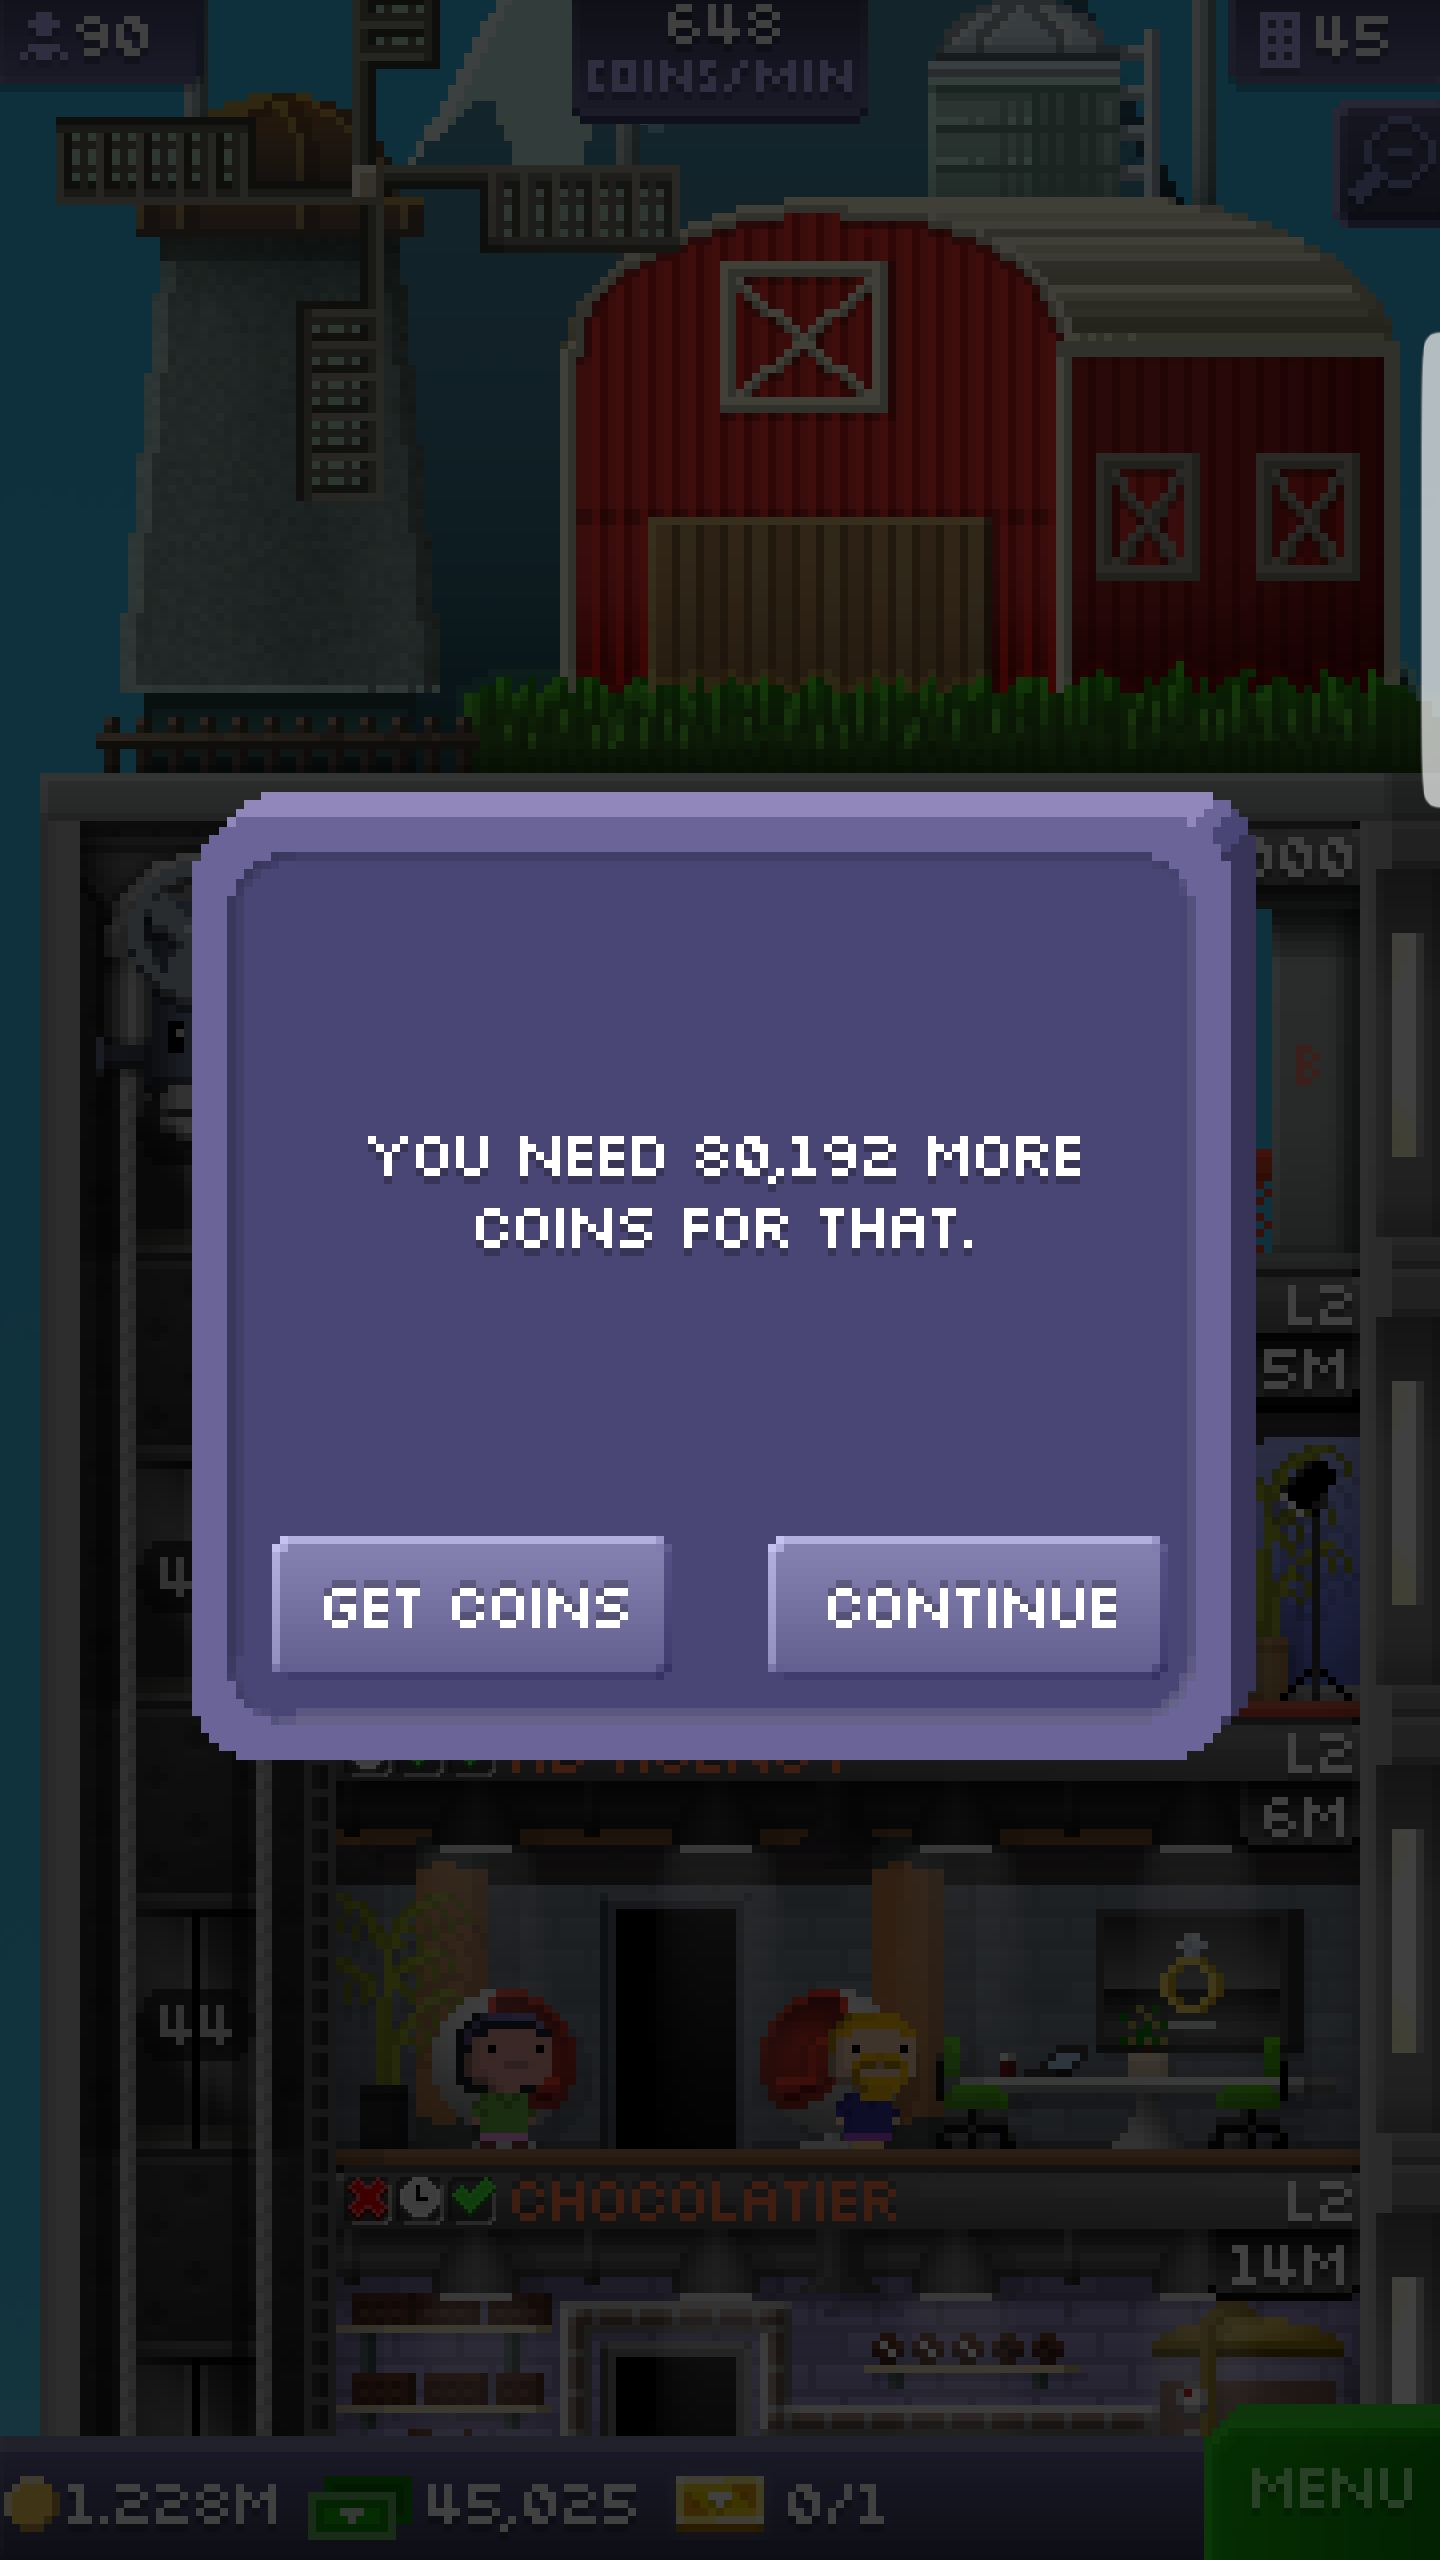 90
648
COINS/MIN
45
000
B
L2
5M
YOU NEED 80,192 MORE
COINS FOR THAT.
GET COINS
CONTINUE
L2
6M
44
CHOCOLATIER
L2
14M
1.228M
45,025
0/1
MENU